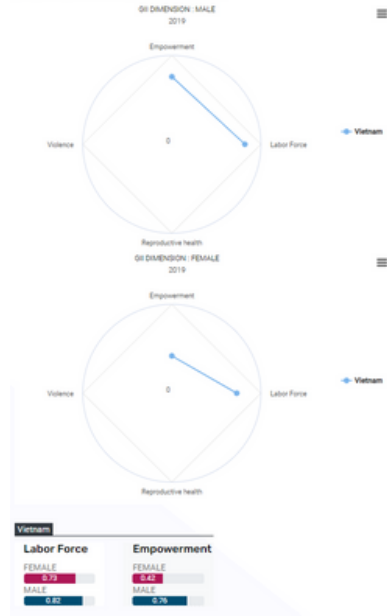 GII DIMENSION : MALE
2019
Empowerment
Violence
0
Labor Force
Vietnam
Reproductive health
GII DIMENSION : FEMALE
2019
Empowerment
Violence
0
Labor Force
Vietnam
Reproductive health
Vietnam
Labor Force
FEMALE
0.73
MALE
0.82
Empowerment
FEMALE
0.42
MALE
0.76